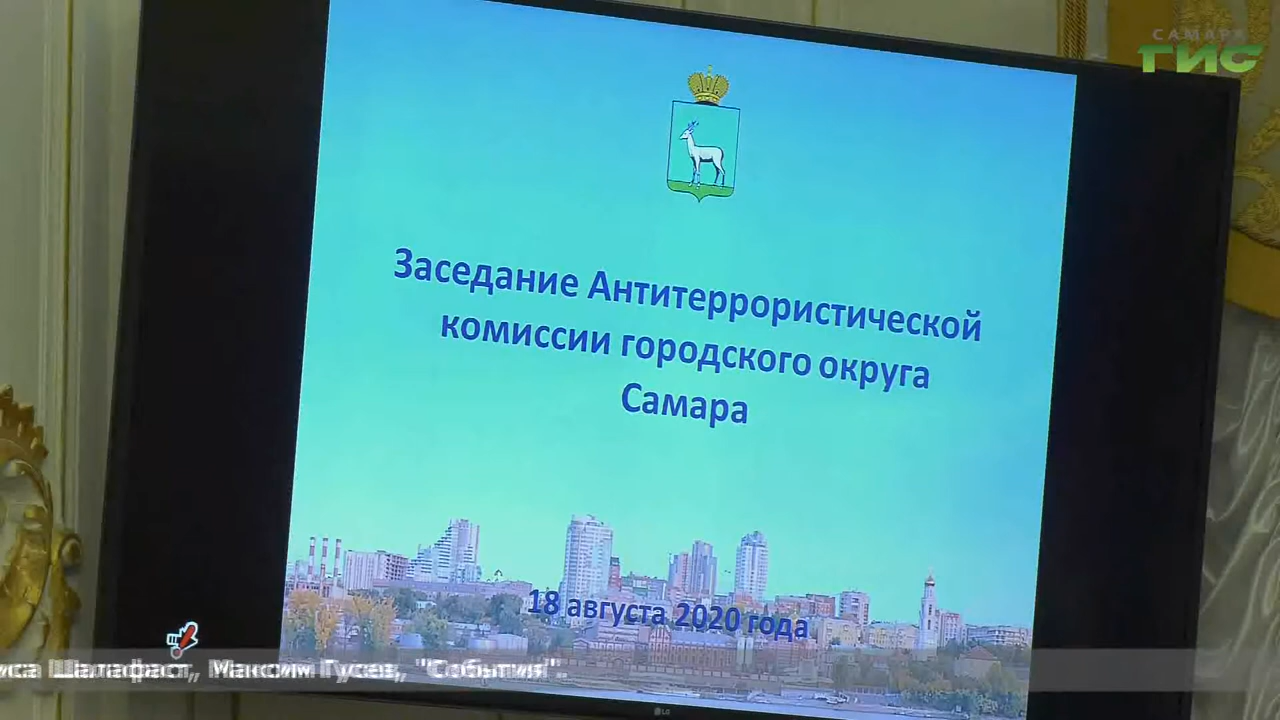 САМАРА
ГИС
Заседание Антитеррористической
комиссии городского округа
Самара
18 августа 2020 года
Максим Гусев, "События".
LG